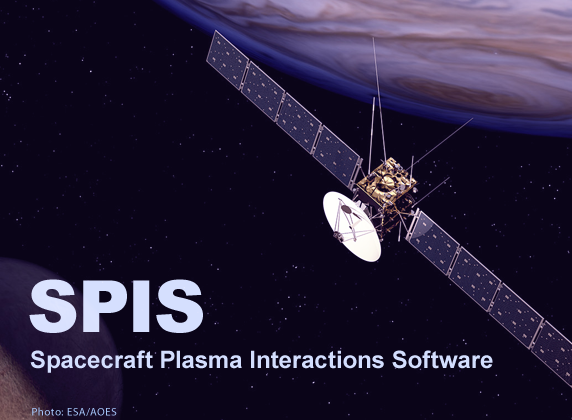 SPIS
Spacecraft Plasma Interactions Software
Photo: ESA/AOES